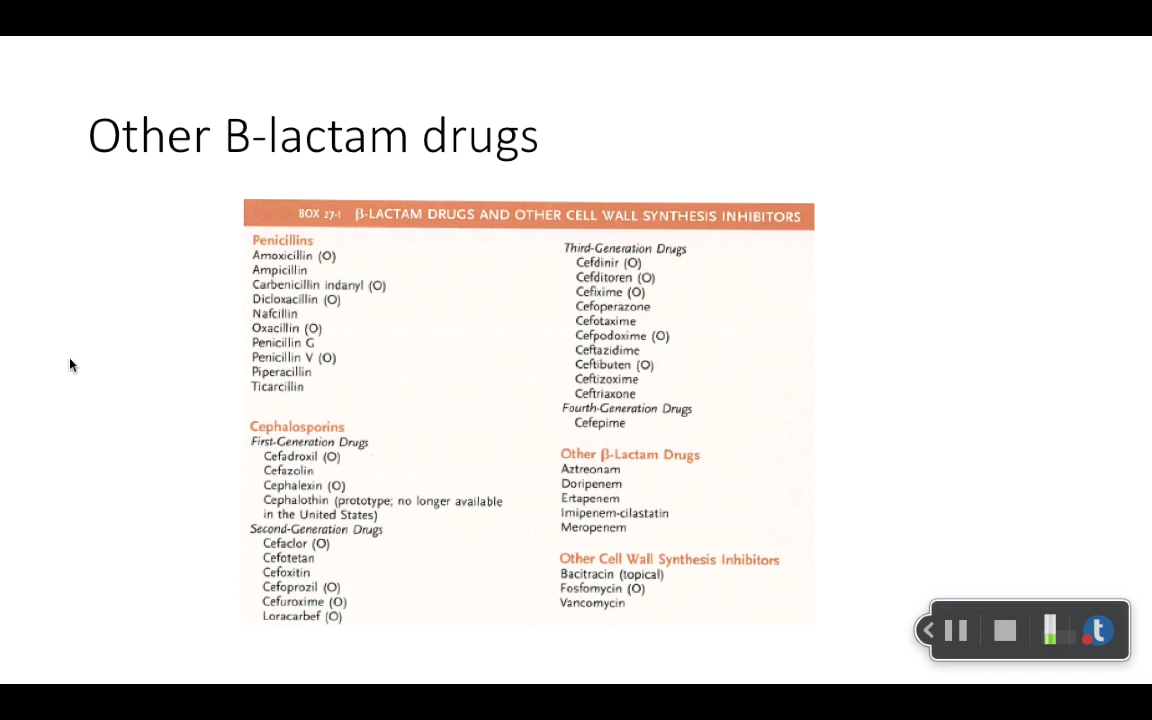 Other B-lactam drugs
BOX 27-1 β-LACTAM DRUGS AND OTHER CELL WALL SYNTHESIS INHIBITORS
Penicillins
Amoxicillin (O)
Ampicillin
Carbenicillin indanyl (O)
Dicloxacillin (O)
Nafcillin
Oxacillin (O)
Penicillin G
Penicillin V (O)
Piperacillin
Ticarcillin
Cephalosporins
First-Generation Drugs
Cefadroxil (O)
Cefazolin
Cephalexin (O)
Cephalothin (prototype; no longer available
in the United States)
Second-Generation Drugs
Cefaclor (O)
Cefotetan
Cefoxitin
Cefoprozil (O)
Cefuroxime (O)
Loracarbef (O)
Third-Generation Drugs
Cefdinir (O)
Cefditoren (O)
Cefixime (O)
Cefoperazone
Cefotaxime
Cefpodoxime (O)
Ceftazidime
Ceftibuten (O)
Ceftizoxime
Ceftriaxone
Fourth-Generation Drugs
Cefepime
Other β-Lactam Drugs
Aztreonam
Doripenem
Ertapenem
Imipenem-cilastatin
Meropenem
Other Cell Wall Synthesis Inhibitors
Bacitracin (topical)
Fosfomycin (O)
Vancomycin
t